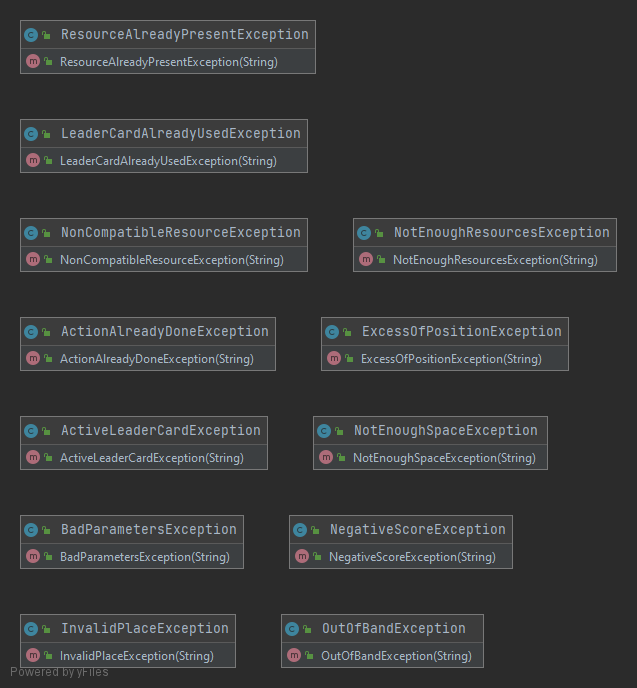 ResourceAlreadyPresentException
ResourceAlreadyPresentException(String)
LeaderCardAlreadyUsedException
LeaderCardAlreadyUsedException(String)
NonCompatibleResourceException
NonCompatibleResourceException(String)
NotEnoughResourcesException
NotEnoughResourcesException(String)
ActionAlreadyDoneException
ActionAlreadyDoneException(String)
ExcessOfPositionException
ExcessOfPositionException(String)
ActiveLeaderCardException
ActiveLeaderCardException(String)
NotEnoughSpaceException
NotEnoughSpaceException(String)
BadParametersException
BadParametersException(String)
NegativeScoreException
NegativeScoreException(String)
InvalidPlaceException
InvalidPlaceException(String)
OutOfBandException
OutOfBandException(String)
Powered by yFiles